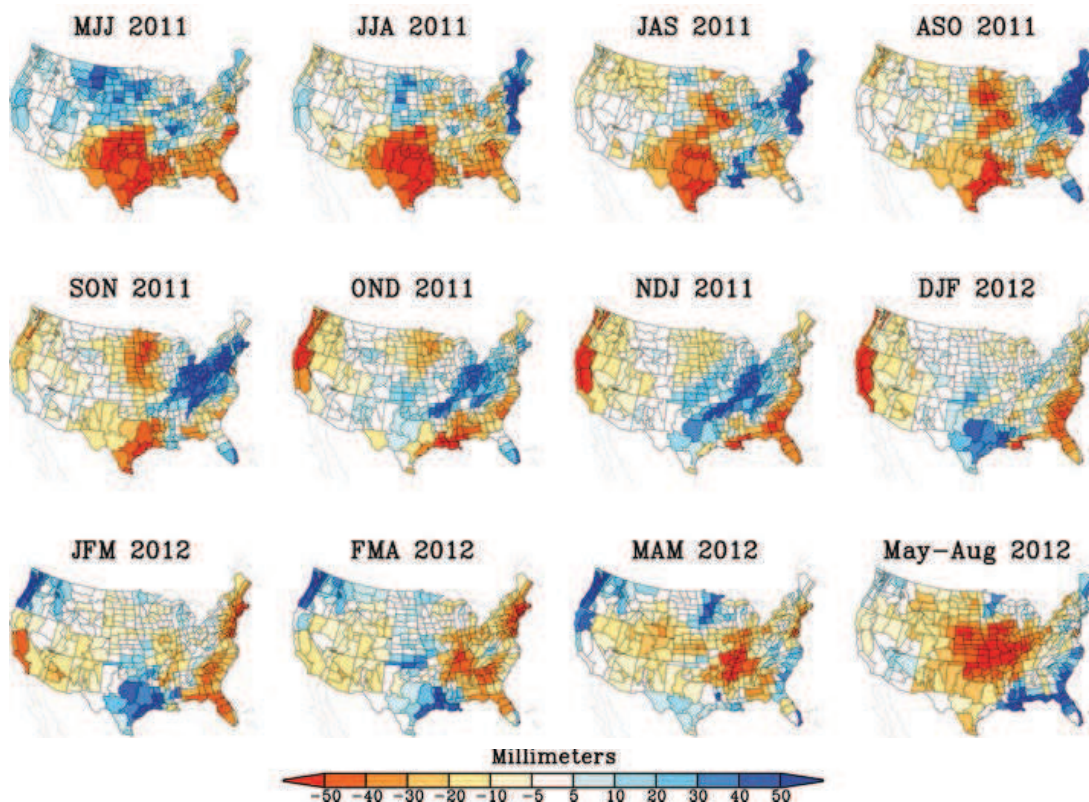 MJJ 2011 JJA 2011 JAS 2011 ASO 2011
SON 2011 OND 2011 NDJ 2011 DJF 2012
JFM 2012 FMA 2012 MAM 2012 May-Aug 2012
Millimeters
-50 -40 -30 -20 -10 -5 5 10 20 30 40 50